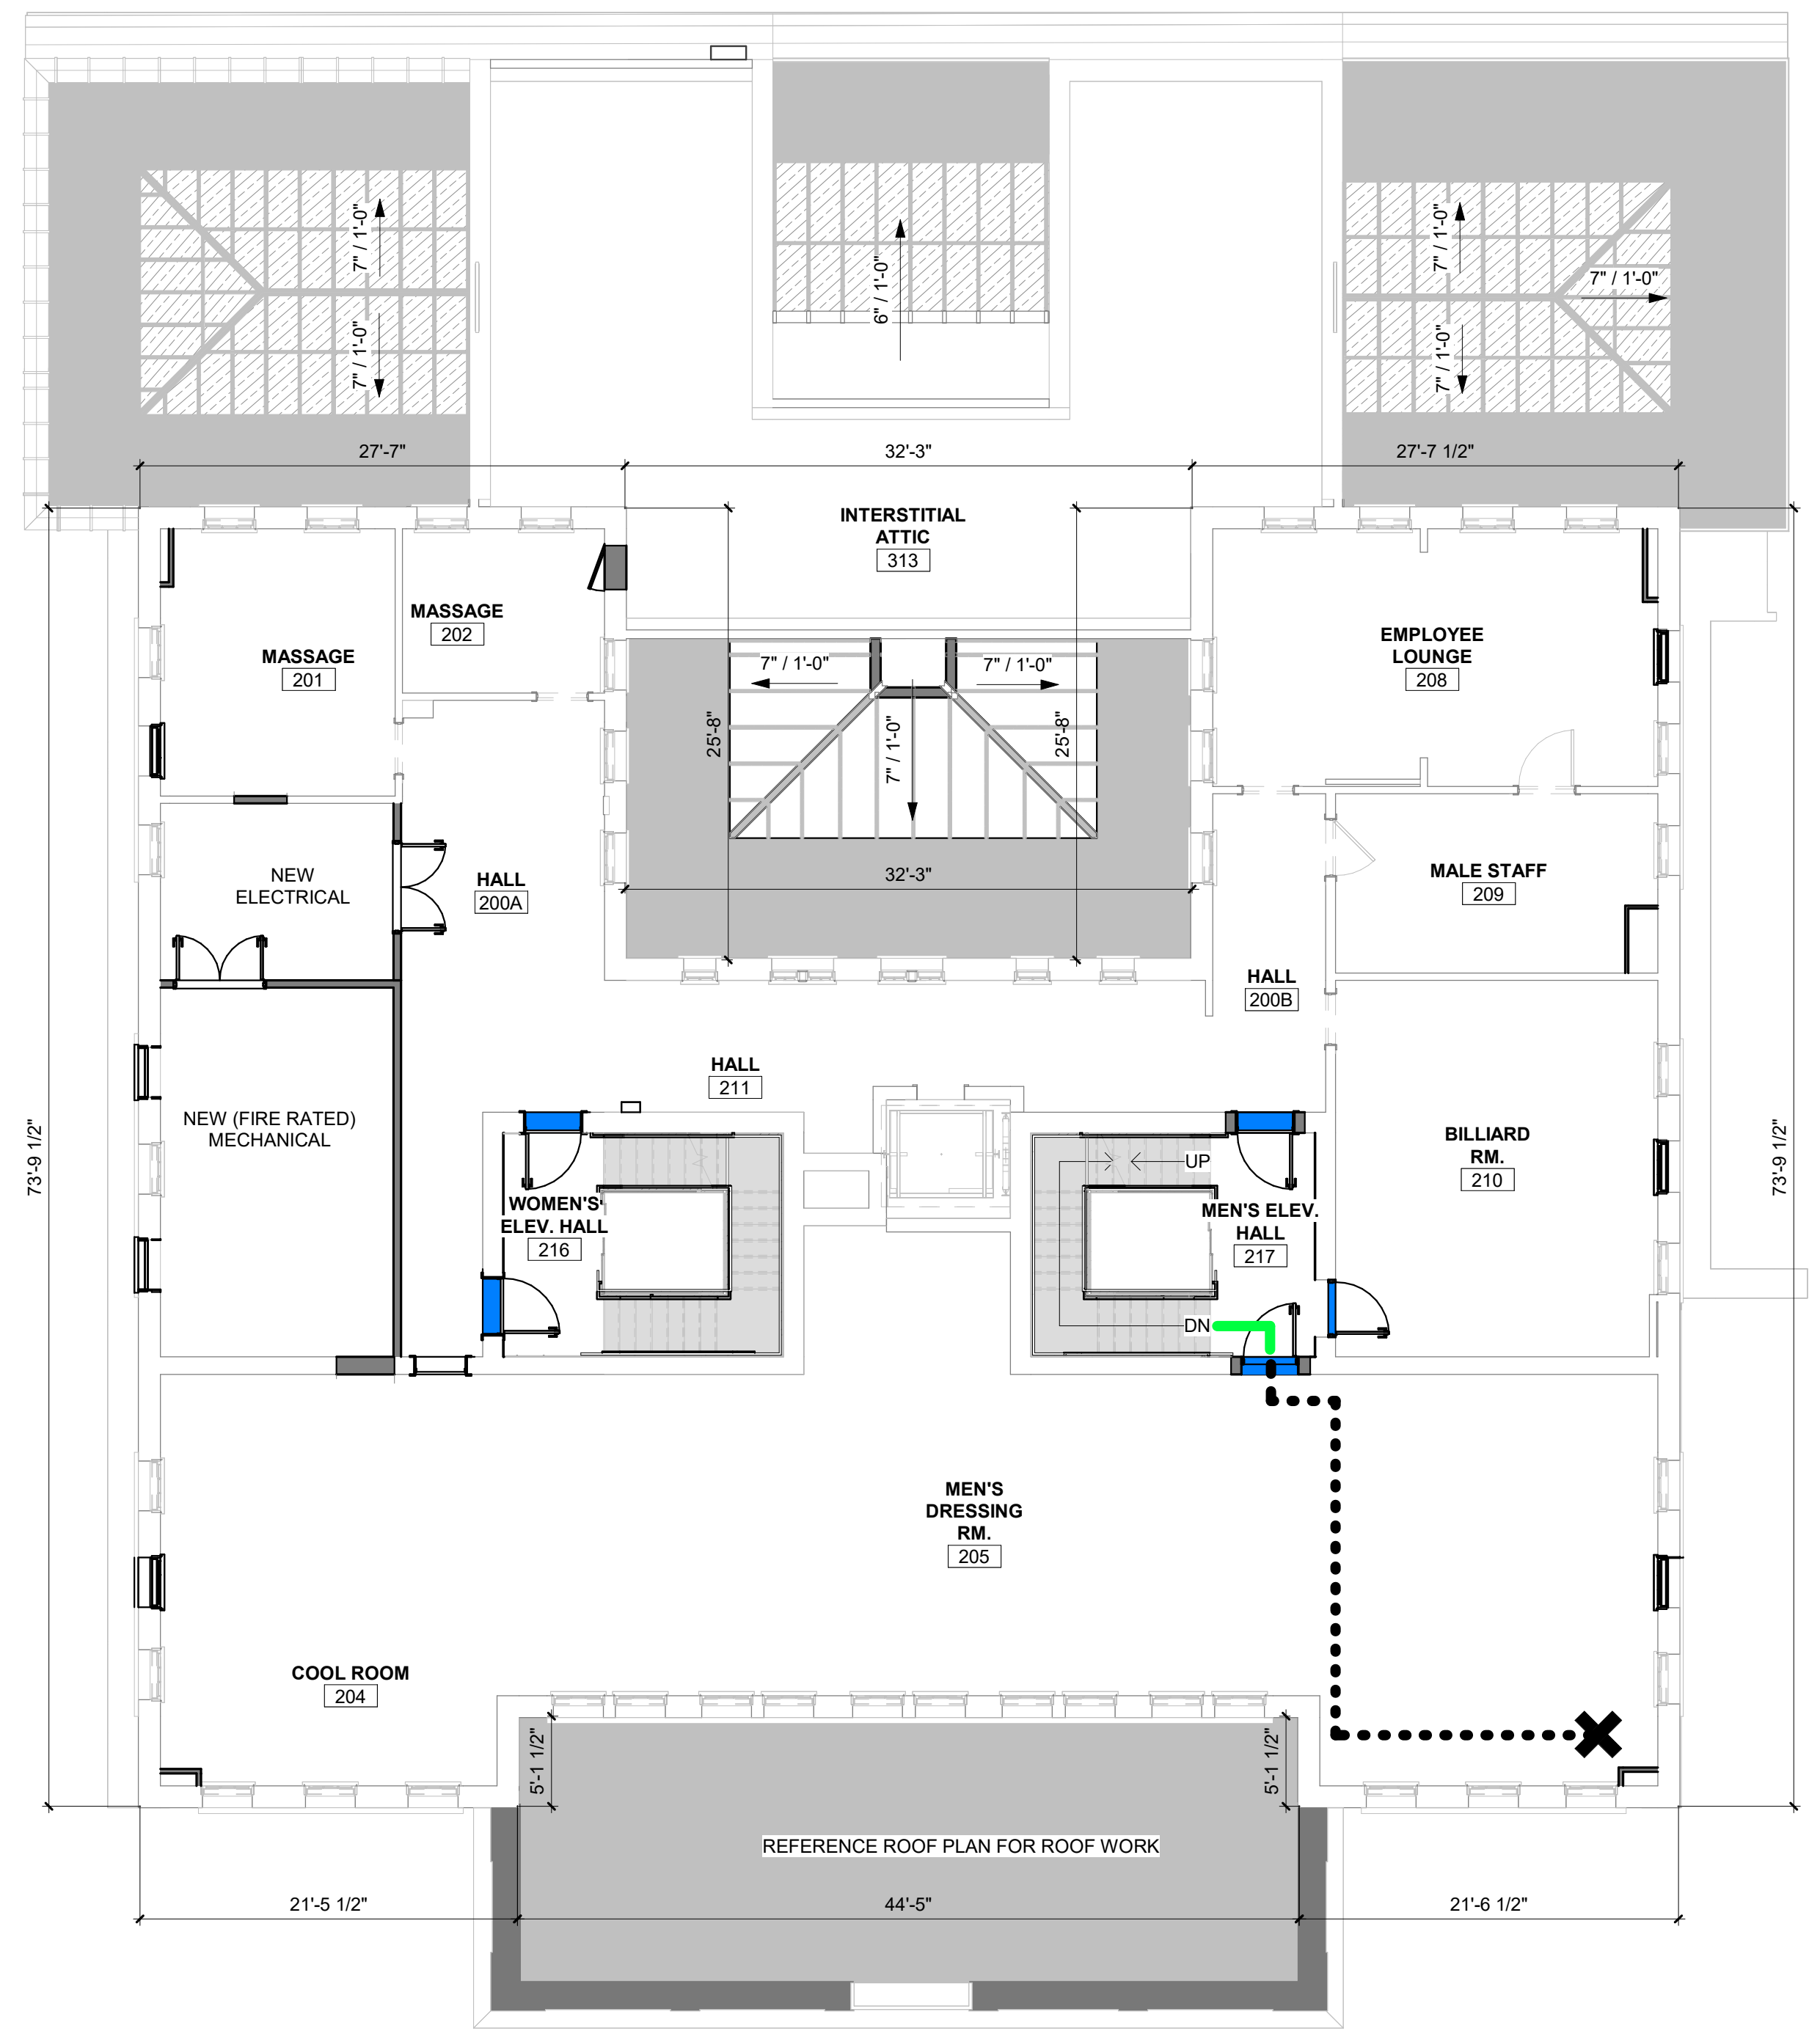 7" / 1'-0"
7" / 1'-0"
6" / 1'-0"
7" / 1'-0"
7" / 1'-0"
7" / 1'-0"
27'-7"
32'-3"
27'-7 1/2"
INTERSTITIAL
ATTIC
313
MASSAGE
202
MASSAGE
201
EMPLOYEE
LOUNGE
208
7" / 1'-0"
7" / 1'-0"
7" / 1'-0"
25'-8"
25'-8"
32'-3"
NEW
ELECTRICAL
HALL
200A
MALE STAFF
209
HALL
200B
HALL
211
73'-9 1/2"
73'-9 1/2"
NEW (FIRE RATED)
MECHANICAL
BILLIARD
RM.
210
UP
WOMEN'S
ELEV. HALL
216
MEN'S ELEV.
HALL
217
DN
MEN'S
DRESSING
RM.
205
COOL ROOM
204
5'-1 1/2"
5'-1 1/2"
REFERENCE ROOF PLAN FOR ROOF WORK
21'-5 1/2"
44'-5"
21'-6 1/2"